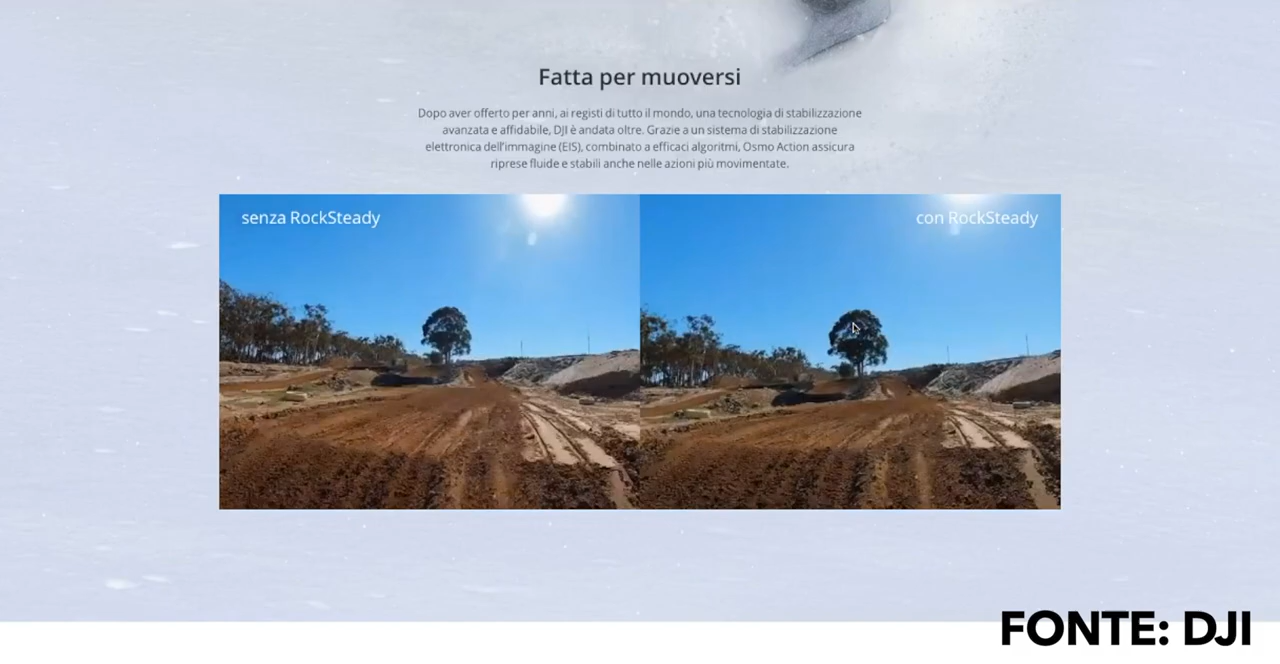 Fatta per muoversi
Dopo aver offerto per anni, ai registi di tutto il mondo, una tecnologia di stabilizzazione
avanzata e affidabile, DJI è andata oltre. Grazie a un sistema di stabilizzazione
elettronica dell'immagine (EIS), combinato a efficaci algoritmi, Osmo Action assicura
riprese fluide e stabili anche nelle azioni più movimentate.
senza RockSteady
con RockSteady
FONTE: DJI